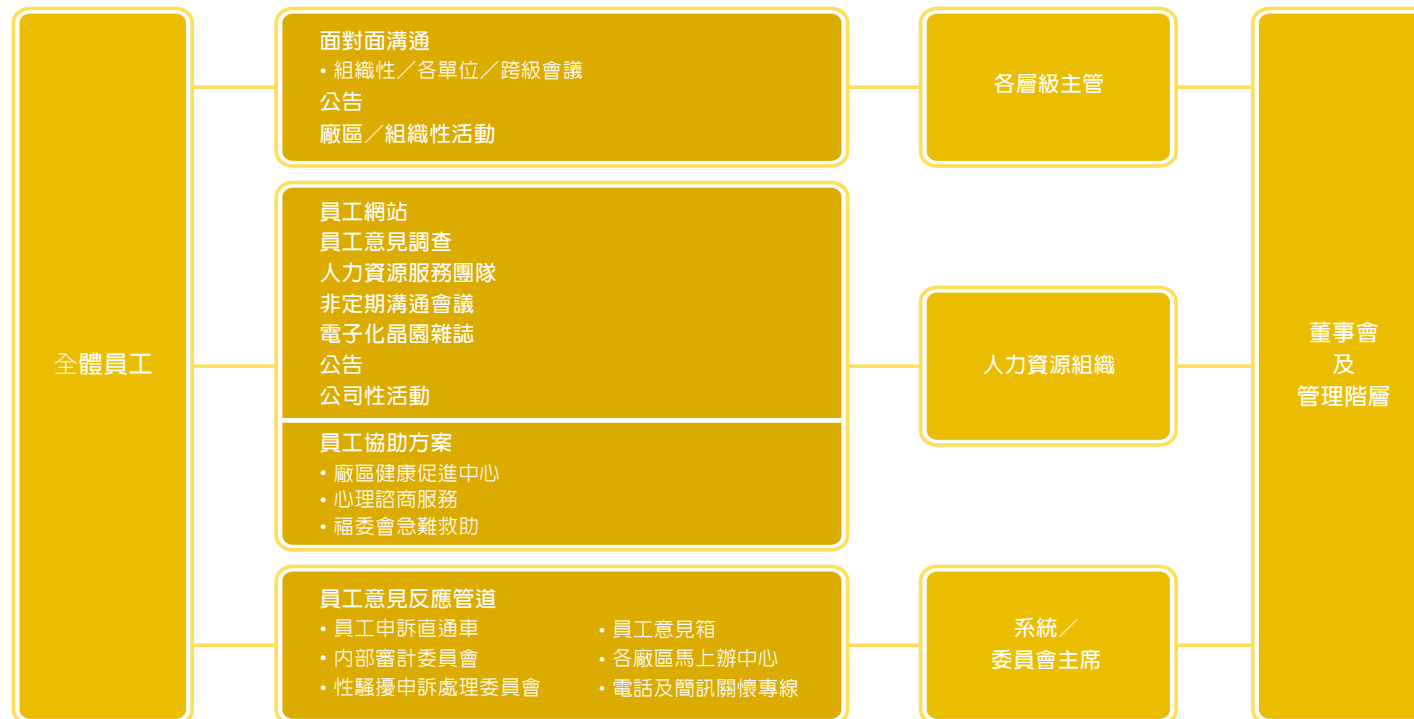 全體員工
面對面溝通
• 組織性／各單位／跨級會議
公告
廠區／組織性活動
各層級主管
員工網站
員工意見調查
人力資源服務團隊
非定期溝通會議
電子化晶園雜誌
公告
公司性活動
員工協助方案
• 廠區健康促進中心
• 心理諮商服務
• 福委會急難救助
人力資源組織
員工意見反應管道
• 員工申訴直通車
• 內部審計委員會
• 性騷擾申訴處理委員會
• 員工意見箱
• 各廠區馬上辦中心
• 電話及簡訊關懷專線
系統／
委員會主席
董事會
及
管理階層